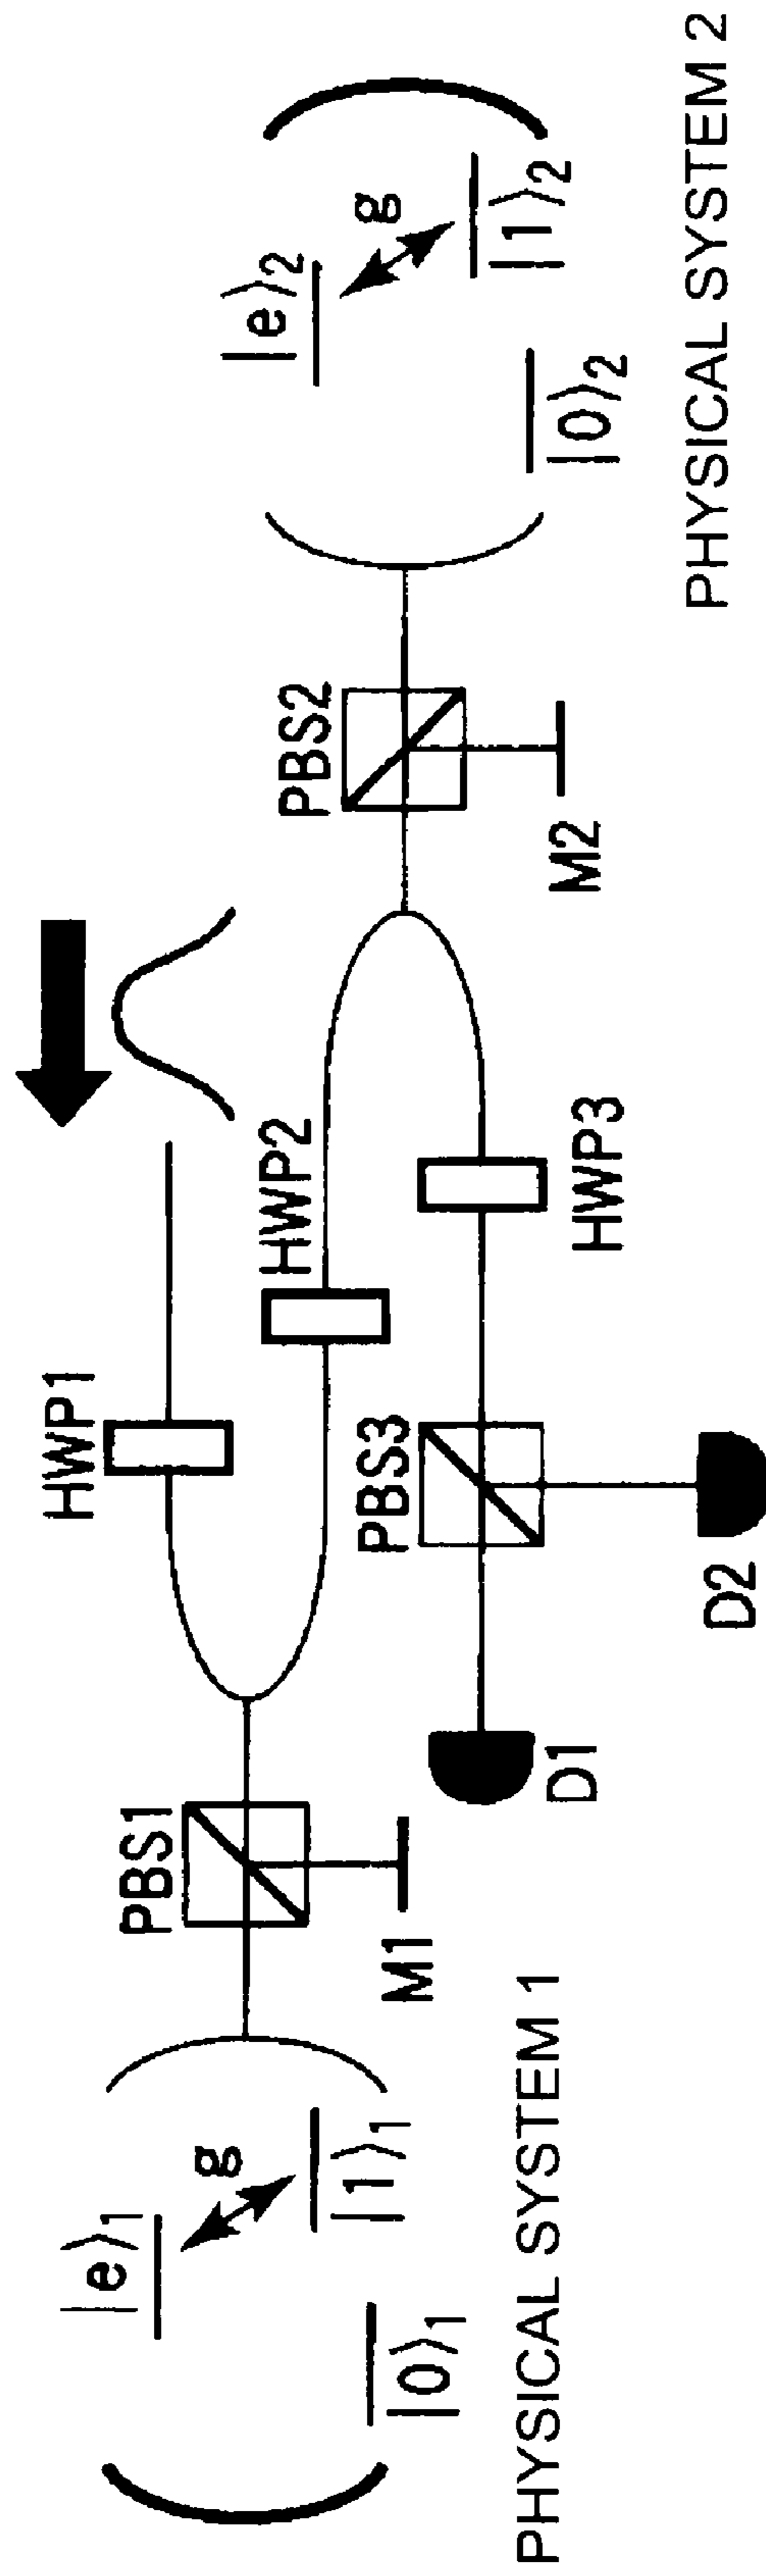 HWP1
PBS1
HWP2
PBS2
|e⟩1
g
|1⟩1
|0⟩1
M1
PBS3
HWP3
M2
|e⟩2
g
|1⟩2
|0⟩2
D1
D2
PHYSICAL SYSTEM 1
PHYSICAL SYSTEM 2